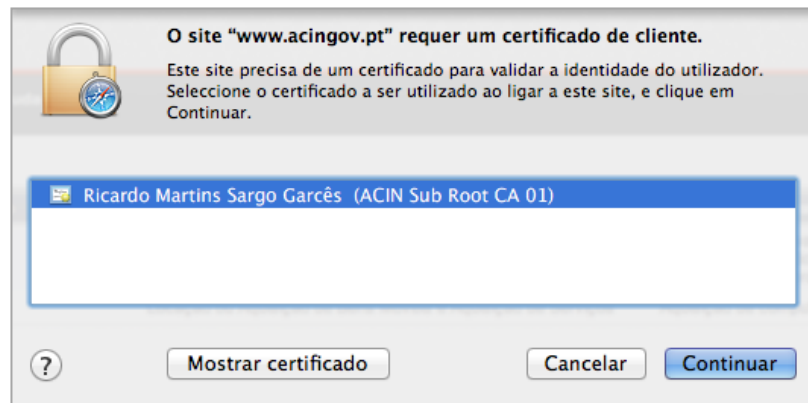 O site “www.acingov.pt” requer um certificado de cliente.
Este site precisa de um certificado para validar a identidade do utilizador.
Seleccione o certificado a ser utilizado ao ligar a este site, e clique em
Continuar.
Ricardo Martins Sargo Garcês (ACIN Sub Root CA 01)
?
Mostrar certificado
Cancelar
Continuar